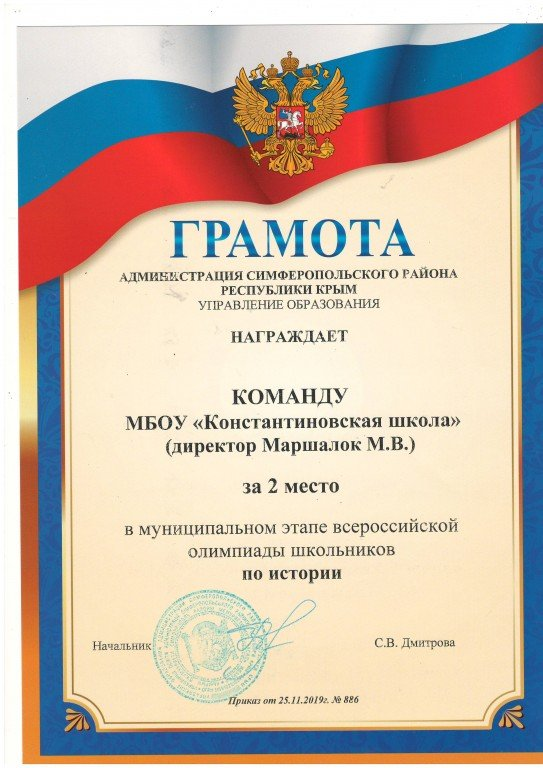 ГРАМОТА
АДМИНИСТРАЦИЯ СИМФЕРОПОЛЬСКОГО РАЙОНА
РЕСПУБЛИКИ КРЫМ
УПРАВЛЕНИЕ ОБРАЗОВАНИЯ
НАГРАЖДАЕТ
КОМАНДУ
МБОУ «Константиновская школа»
(директор Маршалок М.В.)
за 2 место
в муниципальном этапе всероссийской
олимпиады школьников
по истории
Начальник
С.В. Дмитрова
Приказ от 25.11.2019г. № 886